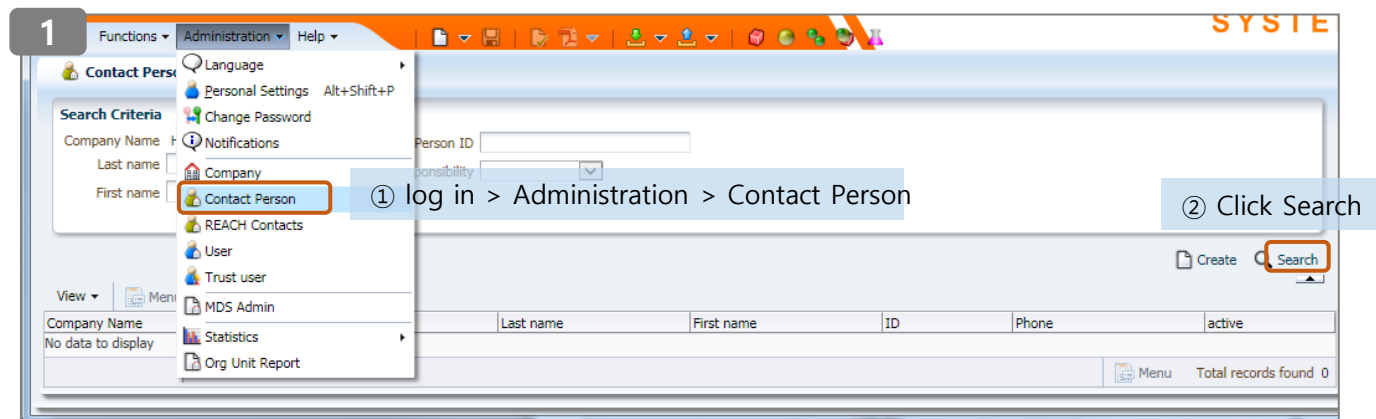 1
SYSTE
Functions Administration Help
Contact Perso
Language
Personal Settings Alt+Shift+P
Search Criteria
Change Password
Company Name H
Notifications
Person ID
Last name
Company
ponsibility
First name
Contact Person
① log in > Administration > Contact Person
② Click Search
REACH Contacts
User
Create Search
Trust user
View Menu
MDS Admin
Company Name Last name First name ID Phone active
Statistics
No data to display
Org Unit Report
Menu Total records found 0